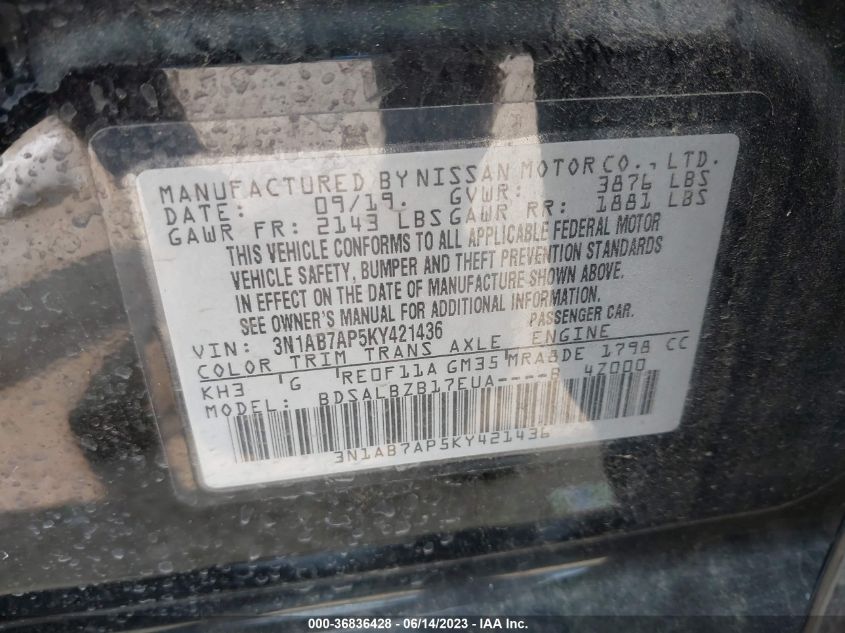 MANUFACTURED BY NISSAN MOTOR CO., LTD.
DATE: 09/19. GVWR: 3876 LBS
GAWR FR: 2143 LBS GAWR RR: 1881 LBS
THIS VEHICLE CONFORMS TO ALL APPLICABLE FEDERAL MOTOR
VEHICLE SAFETY, BUMPER AND THEFT PREVENTION STANDARDS
IN EFFECT ON THE DATE OF MANUFACTURE SHOWN ABOVE.
SEE OWNER'S MANUAL FOR ADDITIONAL INFORMATION.
VIN: 3N1AB7AP5KY421436 PASSENGER CAR.
COLOR TRIM TRANS AXLE ENGINE
KH3 G RE0F11A GM35 MRA8DE 1798 CC
MODEL: BDSALBZB17EUA----B 4Z000
3N1AB7AP5KY421436
000-36836428 - 06/14/2023 - IAAI.com